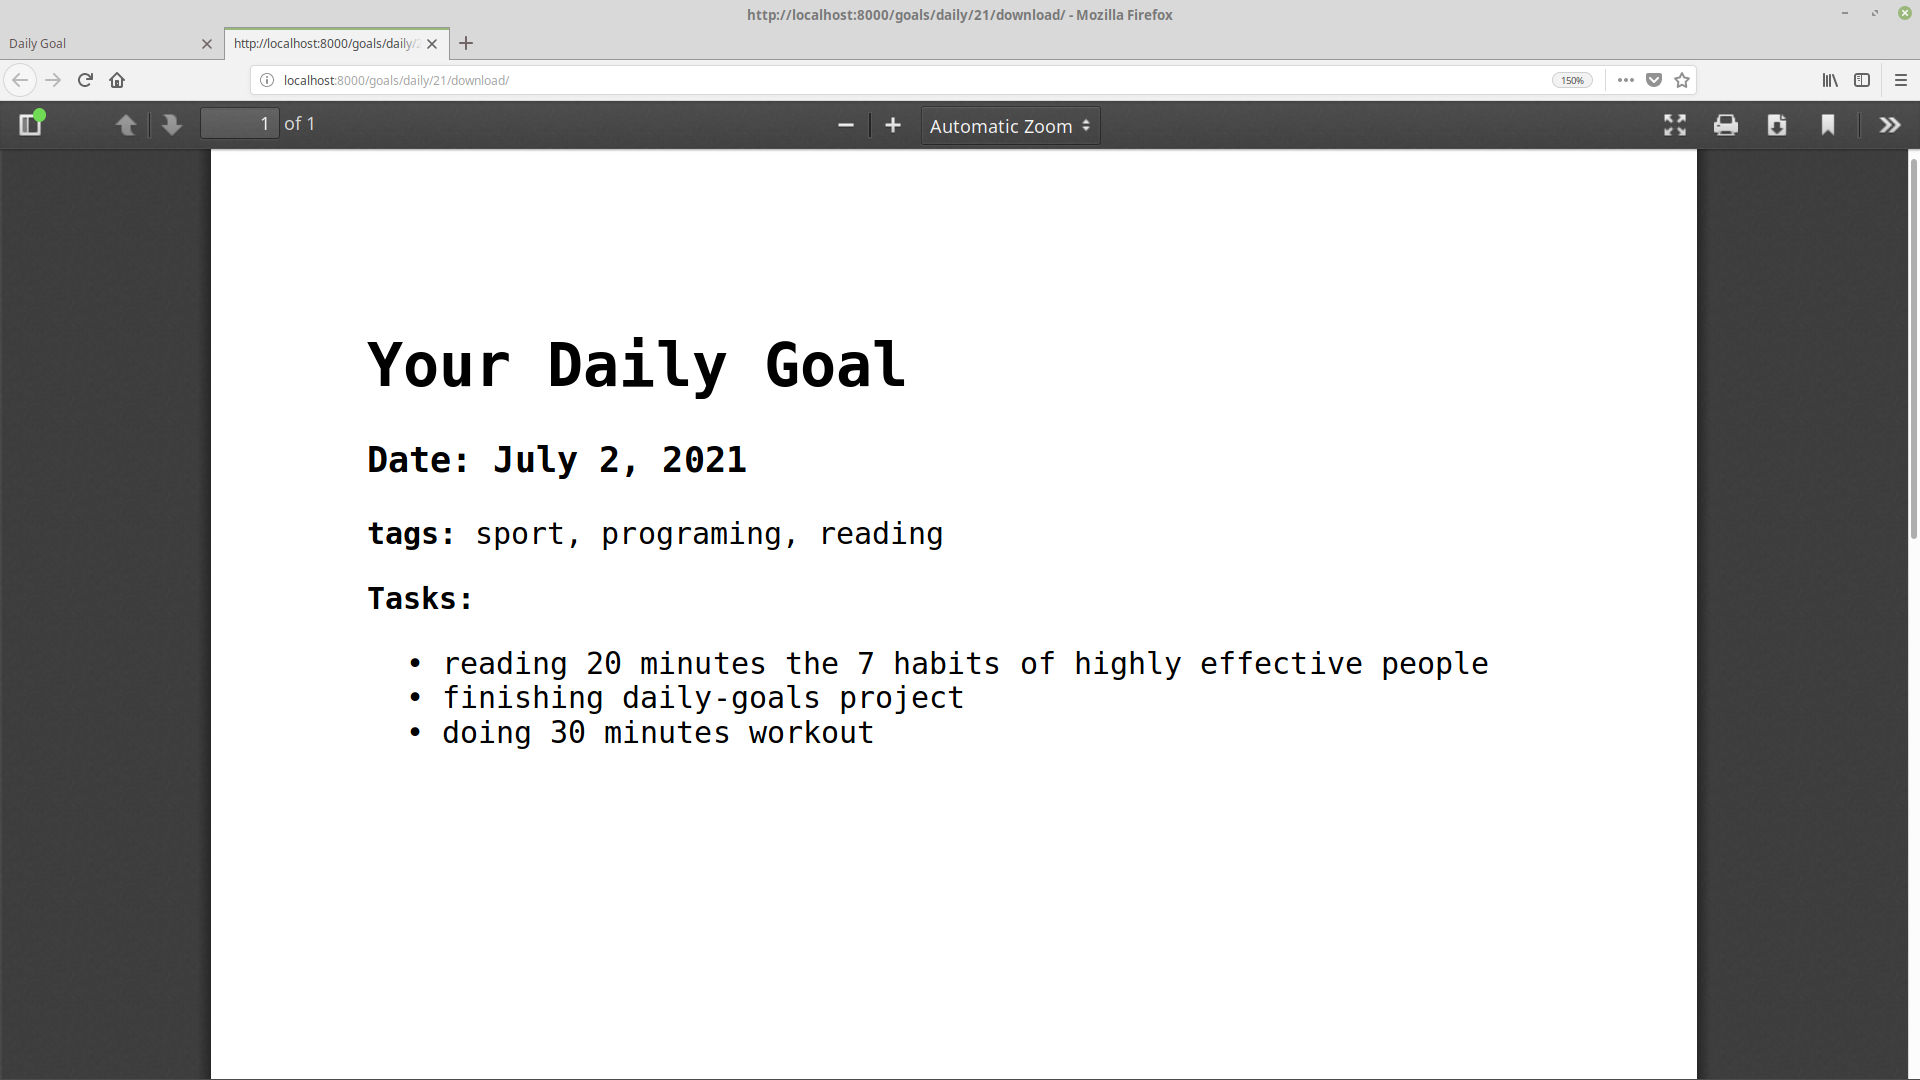 http://localhost:8000/goals/daily/21/download/ - Mozilla Firefox
Daily Goal
http://localhost:8000/goals/daily/
localhost:8000/goals/daily/21/download/
150%
1 of 1
Automatic Zoom
Your Daily Goal
Date: July 2, 2021
tags: sport, programing, reading
Tasks:
• reading 20 minutes the 7 habits of highly effective people
• finishing daily-goals project
• doing 30 minutes workout